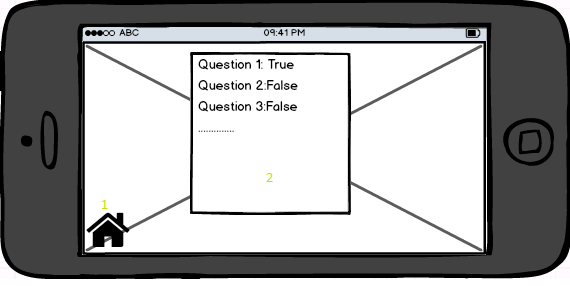 ABC 09:41 PM
Question 1: True
Question 2:False
Question 3:False
..............
2
1